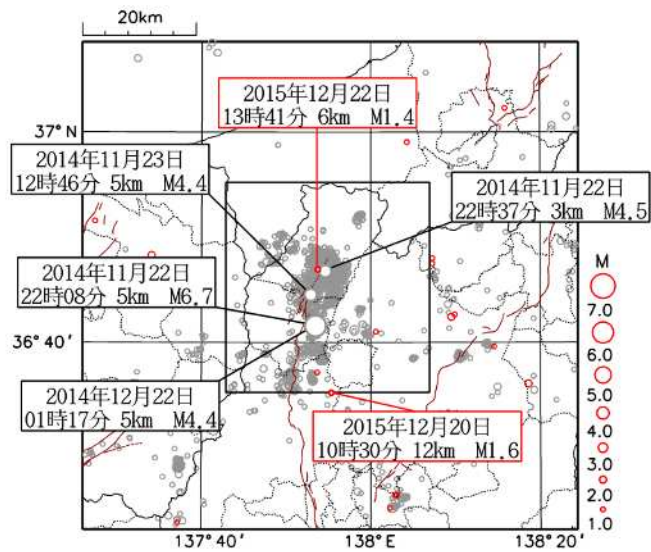 20km
2015年12月22日
13時41分 6km M1.4
37° N
2014年11月23日
12時46分 5km M4.4
2014年11月22日
22時37分 3km M4.5
2014年11月22日
22時08分 5km M6.7
36° 40′
2014年12月22日
01時17分 5km M4.4
2015年12月20日
10時30分 12km M1.6
M
7.0
6.0
5.0
4.0
3.0
2.0
1.0
137° 40′
138° E
138° 20′